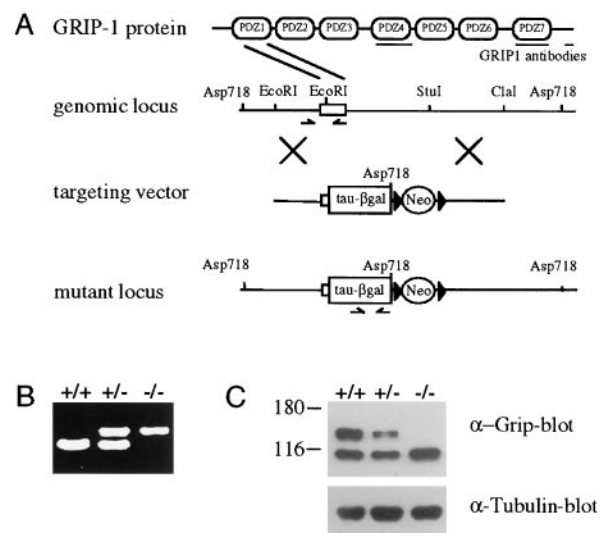 A
GRIP-1 protein
PDZ1 PDZ2 PDZ3 PDZ4 PDZ5 PDZ6 PDZ7
GRIP1 antibodies
Asp718 EcoRI EcoRI StuI ClaI Asp718
genomic locus
Asp718
targeting vector
tau-βgal Neo
Asp718 Asp718 Asp718
mutant locus
tau-βgal Neo
B
+/+ +/- -/-
C
+/+ +/- -/-
180
116
α–Grip-blot
α-Tubulin-blot